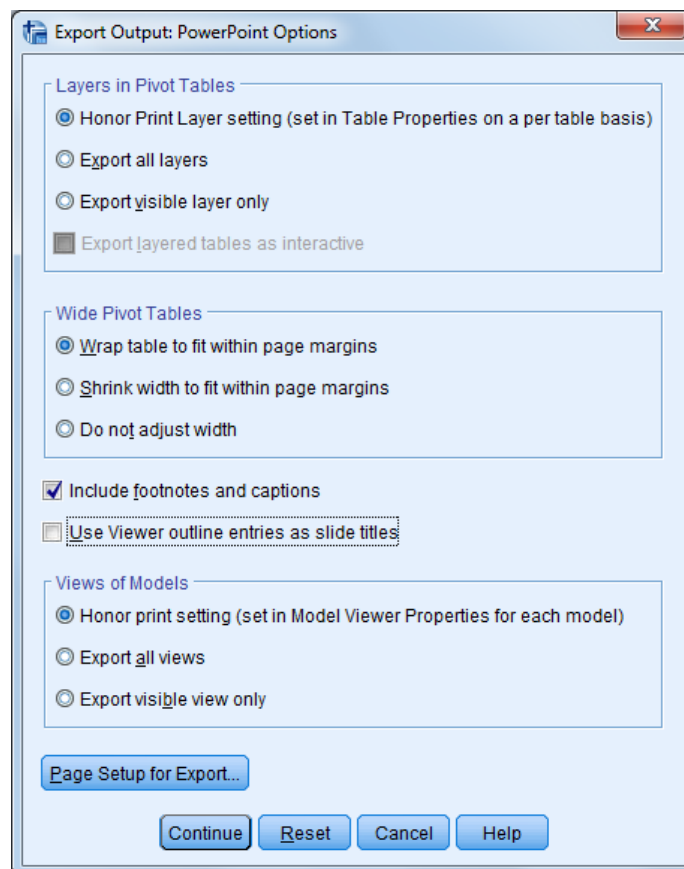 Export Output: PowerPoint Options
Layers in Pivot Tables
Honor Print Layer setting (set in Table Properties on a per table basis)
Export all layers
Export visible layer only
Export layered tables as interactive
Wide Pivot Tables
Wrap table to fit within page margins
Shrink width to fit within page margins
Do not adjust width
Include footnotes and captions
Use Viewer outline entries as slide titles
Views of Models
Honor print setting (set in Model Viewer Properties for each model)
Export all views
Export visible view only
Page Setup for Export...
Continue Reset Cancel Help